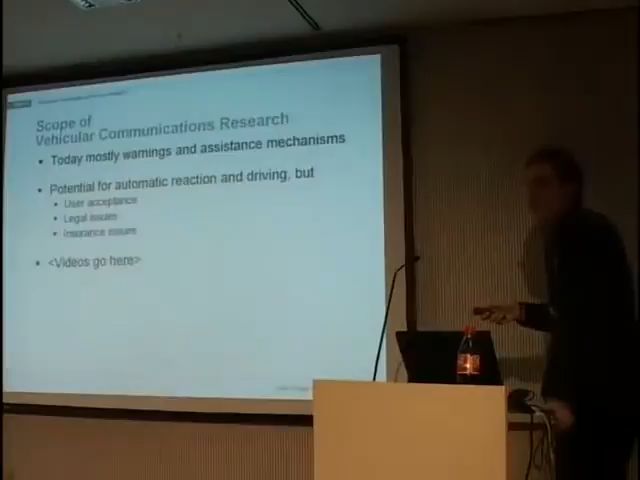 Scope of
Vehicular Communications Research
• Today mostly warnings and assistance mechanisms
• Potential for automatic reaction and driving, but
• User acceptance
• Legal issues
• Insurance issues
• <Videos go here>